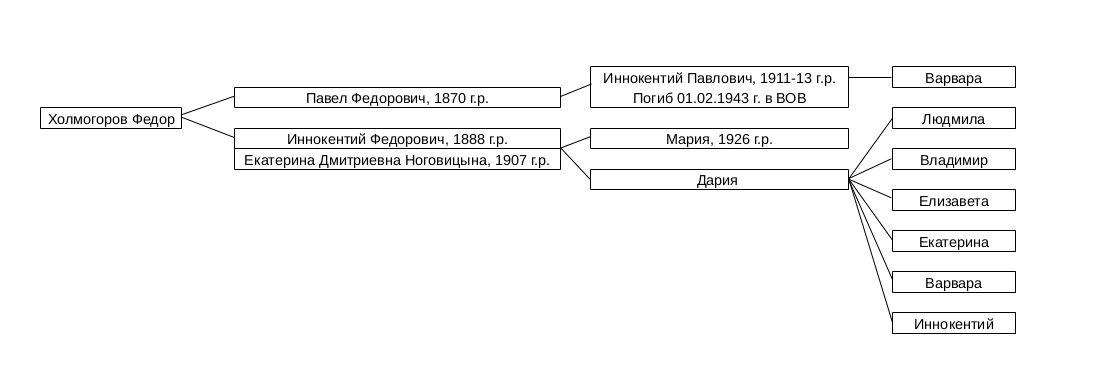 Холмогоров Федор
Павел Федорович, 1870 г.р.
Иннокентий Федорович, 1888 г.р.
Екатерина Дмитриевна Ноговицына, 1907 г.р.
Иннокентий Павлович, 1911-13 г.р.
Погиб 01.02.1943 г. в ВОВ
Мария, 1926 г.р.
Дария
Варвара
Людмила
Владимир
Елизавета
Екатерина
Варвара
Иннокентий